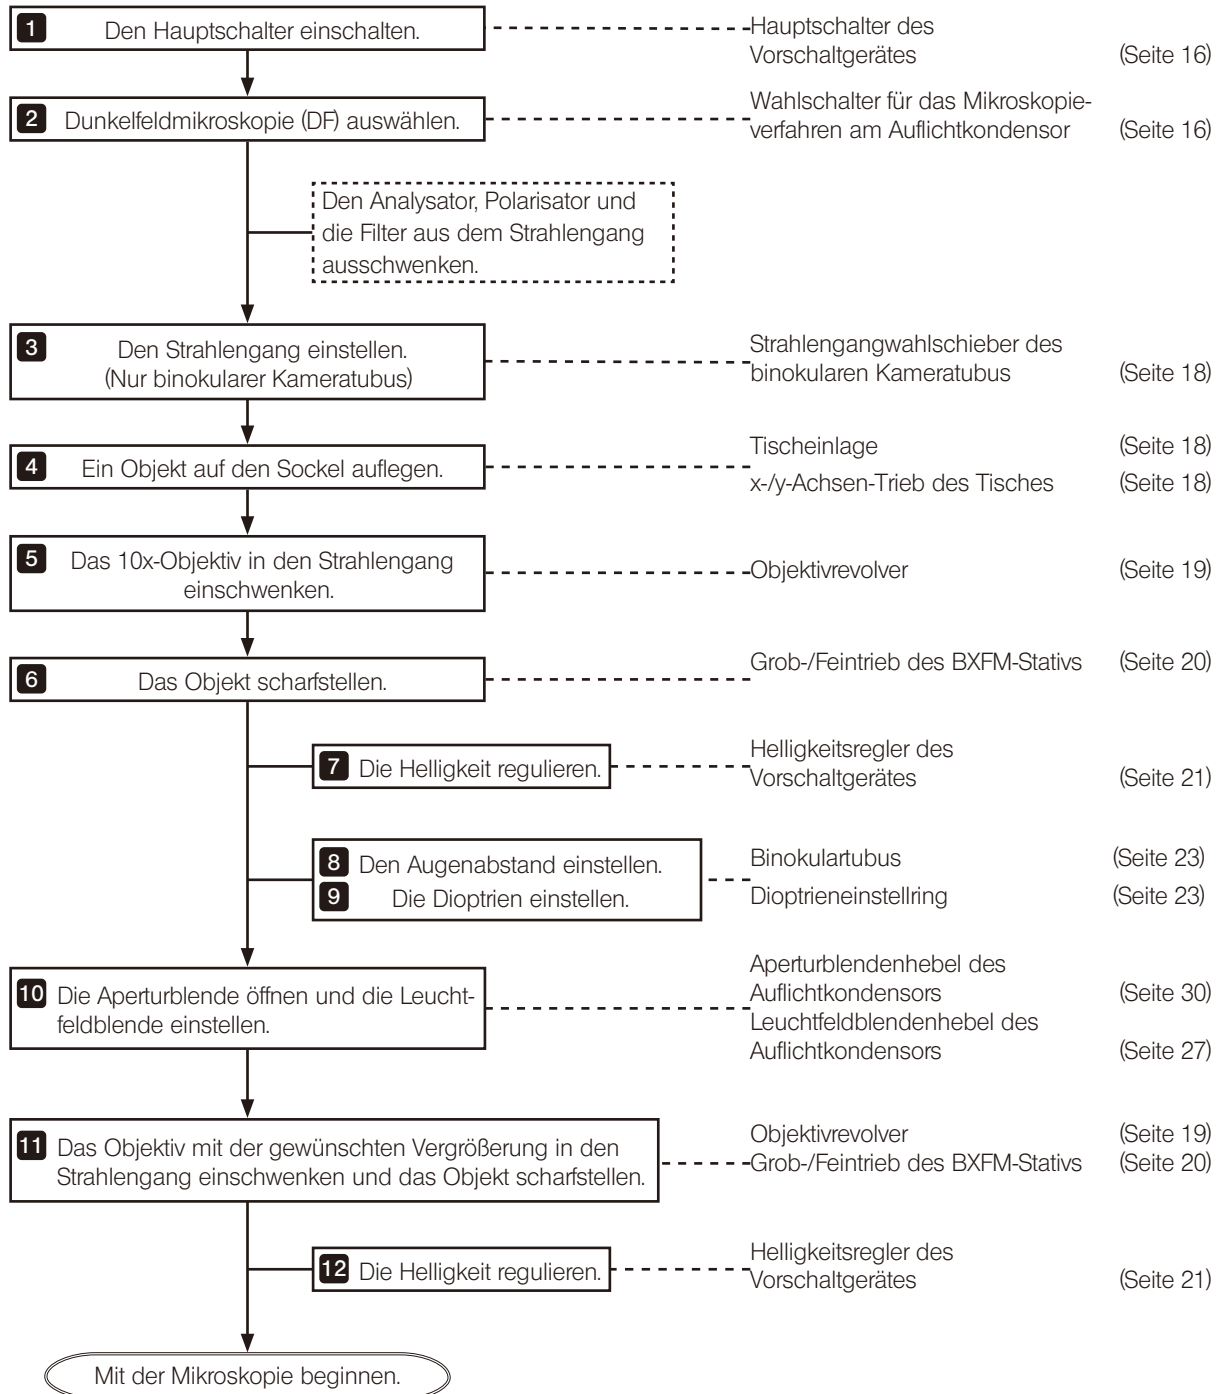 1 Den Hauptschalter einschalten.
Hauptschalter des
Vorschaltgerätes (Seite 16)
2 Dunkelfeldmikroskopie (DF) auswählen.
Wahlschalter für das Mikroskopie-
verfahren am Auflichtkondensor (Seite 16)
Den Analysator, Polarisator und
die Filter aus dem Strahlengang
ausschwenken.
3 Den Strahlengang einstellen.
(Nur binokularer Kameratubus)
Strahlengangwahlschieber des
binokularen Kameratubus (Seite 18)
4 Ein Objekt auf den Sockel auflegen.
Tischeinlage (Seite 18)
x-/y-Achsen-Trieb des Tisches (Seite 18)
5 Das 10x-Objektiv in den Strahlengang
einschwenken.
Objektivrevolver (Seite 19)
6 Das Objekt scharfstellen.
Grob-/Feintrieb des BXFM-Stativs (Seite 20)
7 Die Helligkeit regulieren.
Helligkeitsregler des
Vorschaltgerätes (Seite 21)
8 Den Augenabstand einstellen.
9 Die Dioptrien einstellen.
Binokulartubus (Seite 23)
Dioptrieneinstellring (Seite 23)
10 Die Aperturblende öffnen und die Leucht-
feldblende einstellen.
Aperturblendenhebel des
Auflichtkondensors (Seite 30)
Leuchtfeldblendenhebel des
Auflichtkondensors (Seite 27)
11 Das Objektiv mit der gewünschten Vergrößerung in den
Strahlengang einschwenken und das Objekt scharfstellen.
Objektivrevolver (Seite 19)
Grob-/Feintrieb des BXFM-Stativs (Seite 20)
12 Die Helligkeit regulieren.
Helligkeitsregler des
Vorschaltgerätes (Seite 21)
Mit der Mikroskopie beginnen.